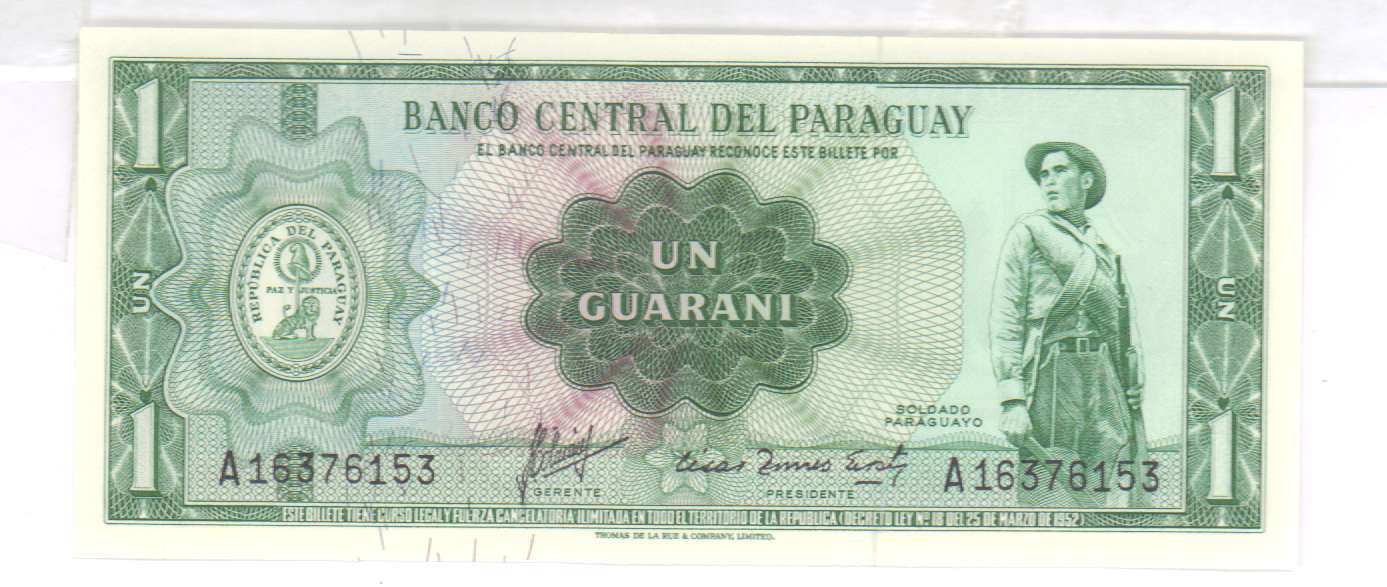 1
1
BANCO CENTRAL DEL PARAGUAY
EL BANCO CENTRAL DEL PARAGUAY RECONOCE ESTE BILLETE POR
REPÚBLICA DEL PARAGUAY
PAZ Y JUSTICIA
UN
GUARANI
UN
UN
SOLDADO
PARAGUAYO
1
1
A16376153
GERENTE
PRESIDENTE
A16376153
ESTE BILLETE TIENE CURSO LEGAL Y FUERZA CANCELATORIA ILIMITADA EN TODO EL TERRITORIO DE LA REPUBLICA (DECRETO LEY Nº 18 DEL 25 DE MARZO DE 1952)
THOMAS DE LA RUE & COMPANY, LIMITED.